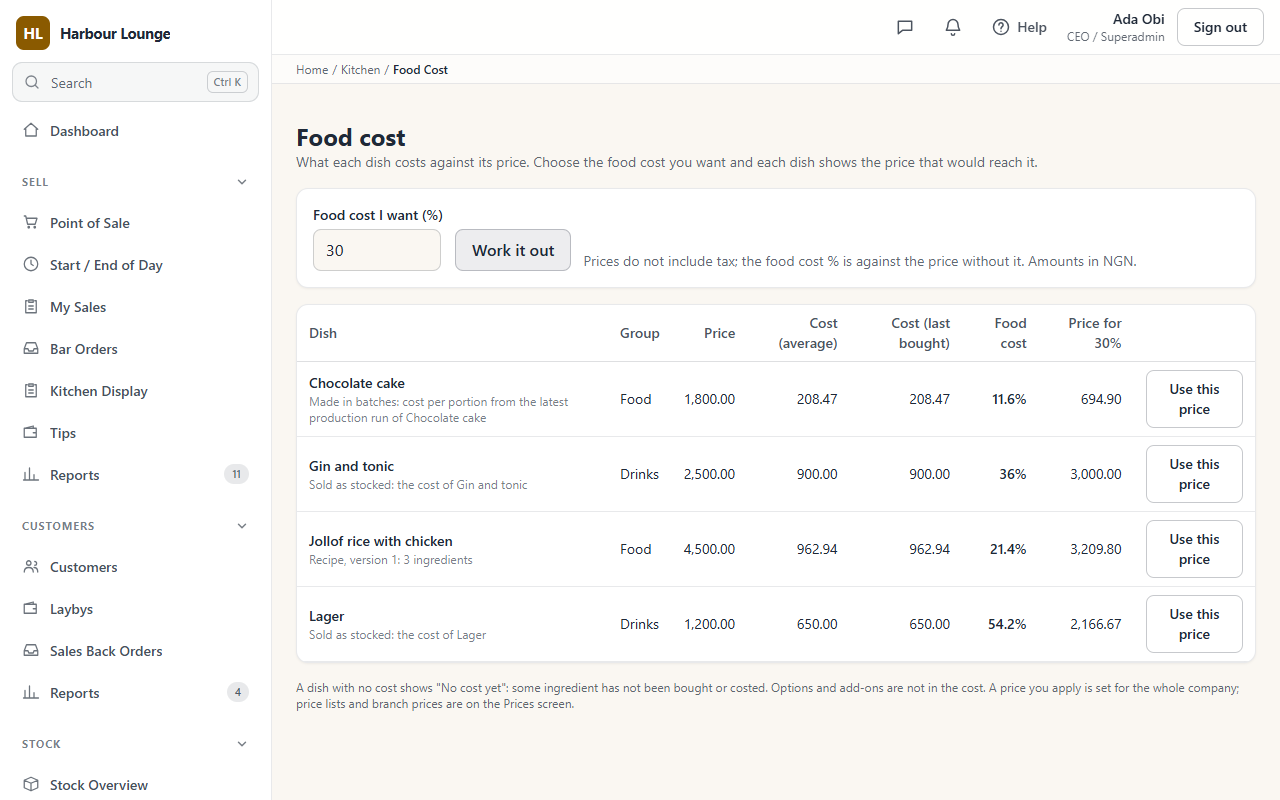 HL Harbour Lounge
Search Ctrl K
Dashboard
SELL
Point of Sale
Start / End of Day
My Sales
Bar Orders
Kitchen Display
Tips
Reports 11
CUSTOMERS
Customers
Laybys
Sales Back Orders
Reports 4
STOCK
Stock Overview
Help
Ada Obi
CEO / Superadmin
Sign out
Home / Kitchen / Food Cost
Food cost
What each dish costs against its price. Choose the food cost you want and each dish shows the price that would reach it.
Food cost I want (%)
30 Work it out Prices do not include tax; the food cost % is against the price without it. Amounts in NGN.
Dish Group Price Cost (average) Cost (last bought) Food cost Price for 30%
Chocolate cake
Made in batches: cost per portion from the latest
production run of Chocolate cake
Food 1,800.00 208.47 208.47 11.6% 694.90 Use this price
Gin and tonic
Sold as stocked: the cost of Gin and tonic
Drinks 2,500.00 900.00 900.00 36% 3,000.00 Use this price
Jollof rice with chicken
Recipe, version 1: 3 ingredients
Food 4,500.00 962.94 962.94 21.4% 3,209.80 Use this price
Lager
Sold as stocked: the cost of Lager
Drinks 1,200.00 650.00 650.00 54.2% 2,166.67 Use this price
A dish with no cost shows "No cost yet": some ingredient has not been bought or costed. Options and add-ons are not in the cost. A price you apply is set for the whole company;
price lists and branch prices are on the Prices screen.